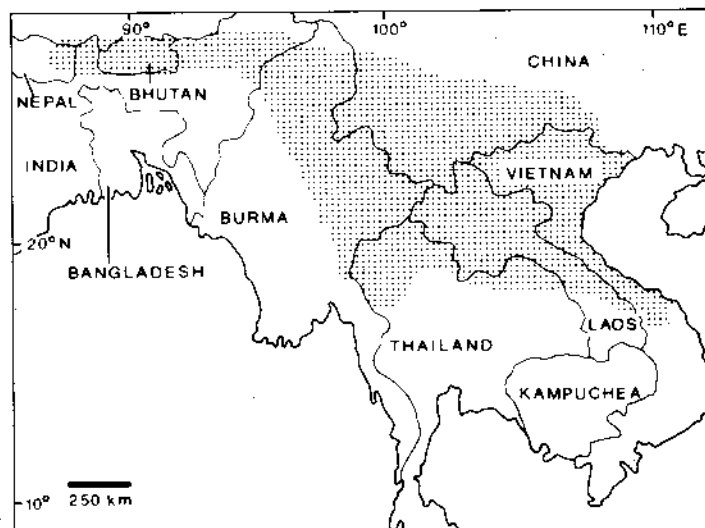 90°
100°
110°E
CHINA
NEPAL
BHUTAN
INDIA
VIETNAM
BURMA
20°N
BANGLADESH
LAOS
THAILAND
KAMPUCHEA
250 km
10°